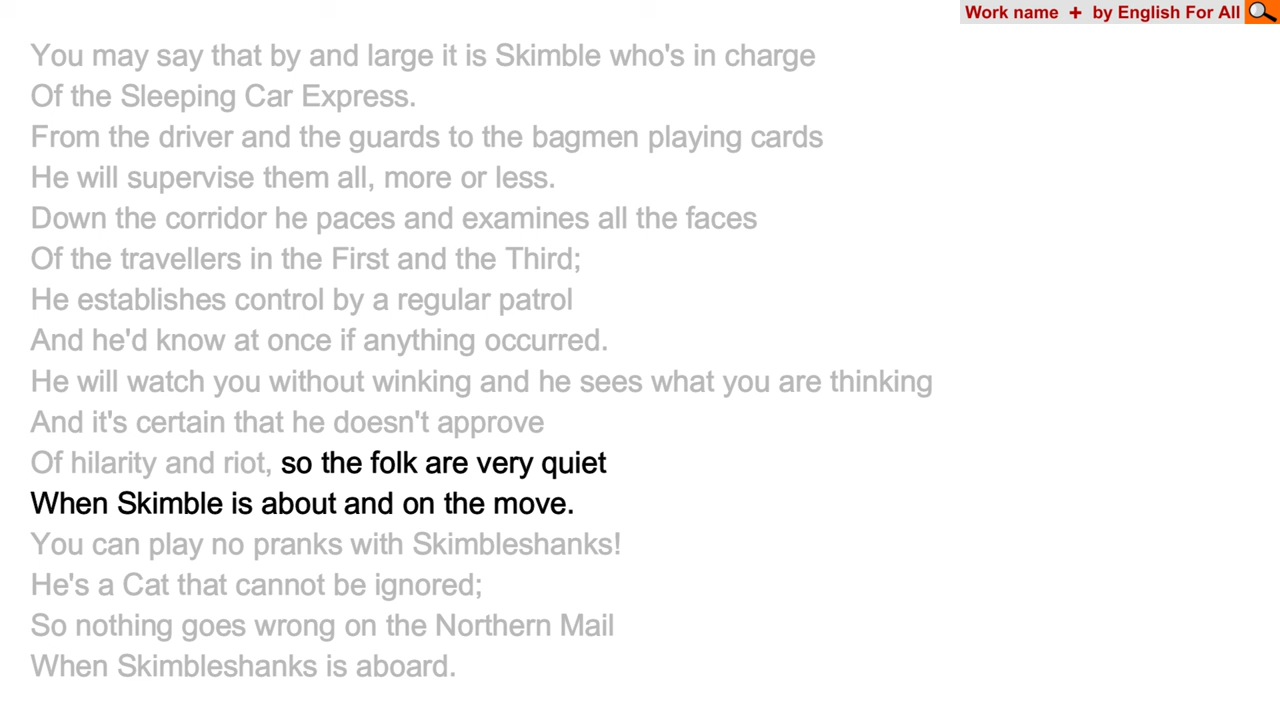 Work name + by English For All
You may say that by and large it is Skimble who's in charge
Of the Sleeping Car Express.
From the driver and the guards to the bagmen playing cards
He will supervise them all, more or less.
Down the corridor he paces and examines all the faces
Of the travellers in the First and the Third;
He establishes control by a regular patrol
And he'd know at once if anything occurred.
He will watch you without winking and he sees what you are thinking
And it's certain that he doesn't approve
Of hilarity and riot, so the folk are very quiet
When Skimble is about and on the move.
You can play no pranks with Skimbleshanks!
He's a Cat that cannot be ignored;
So nothing goes wrong on the Northern Mail
When Skimbleshanks is aboard.